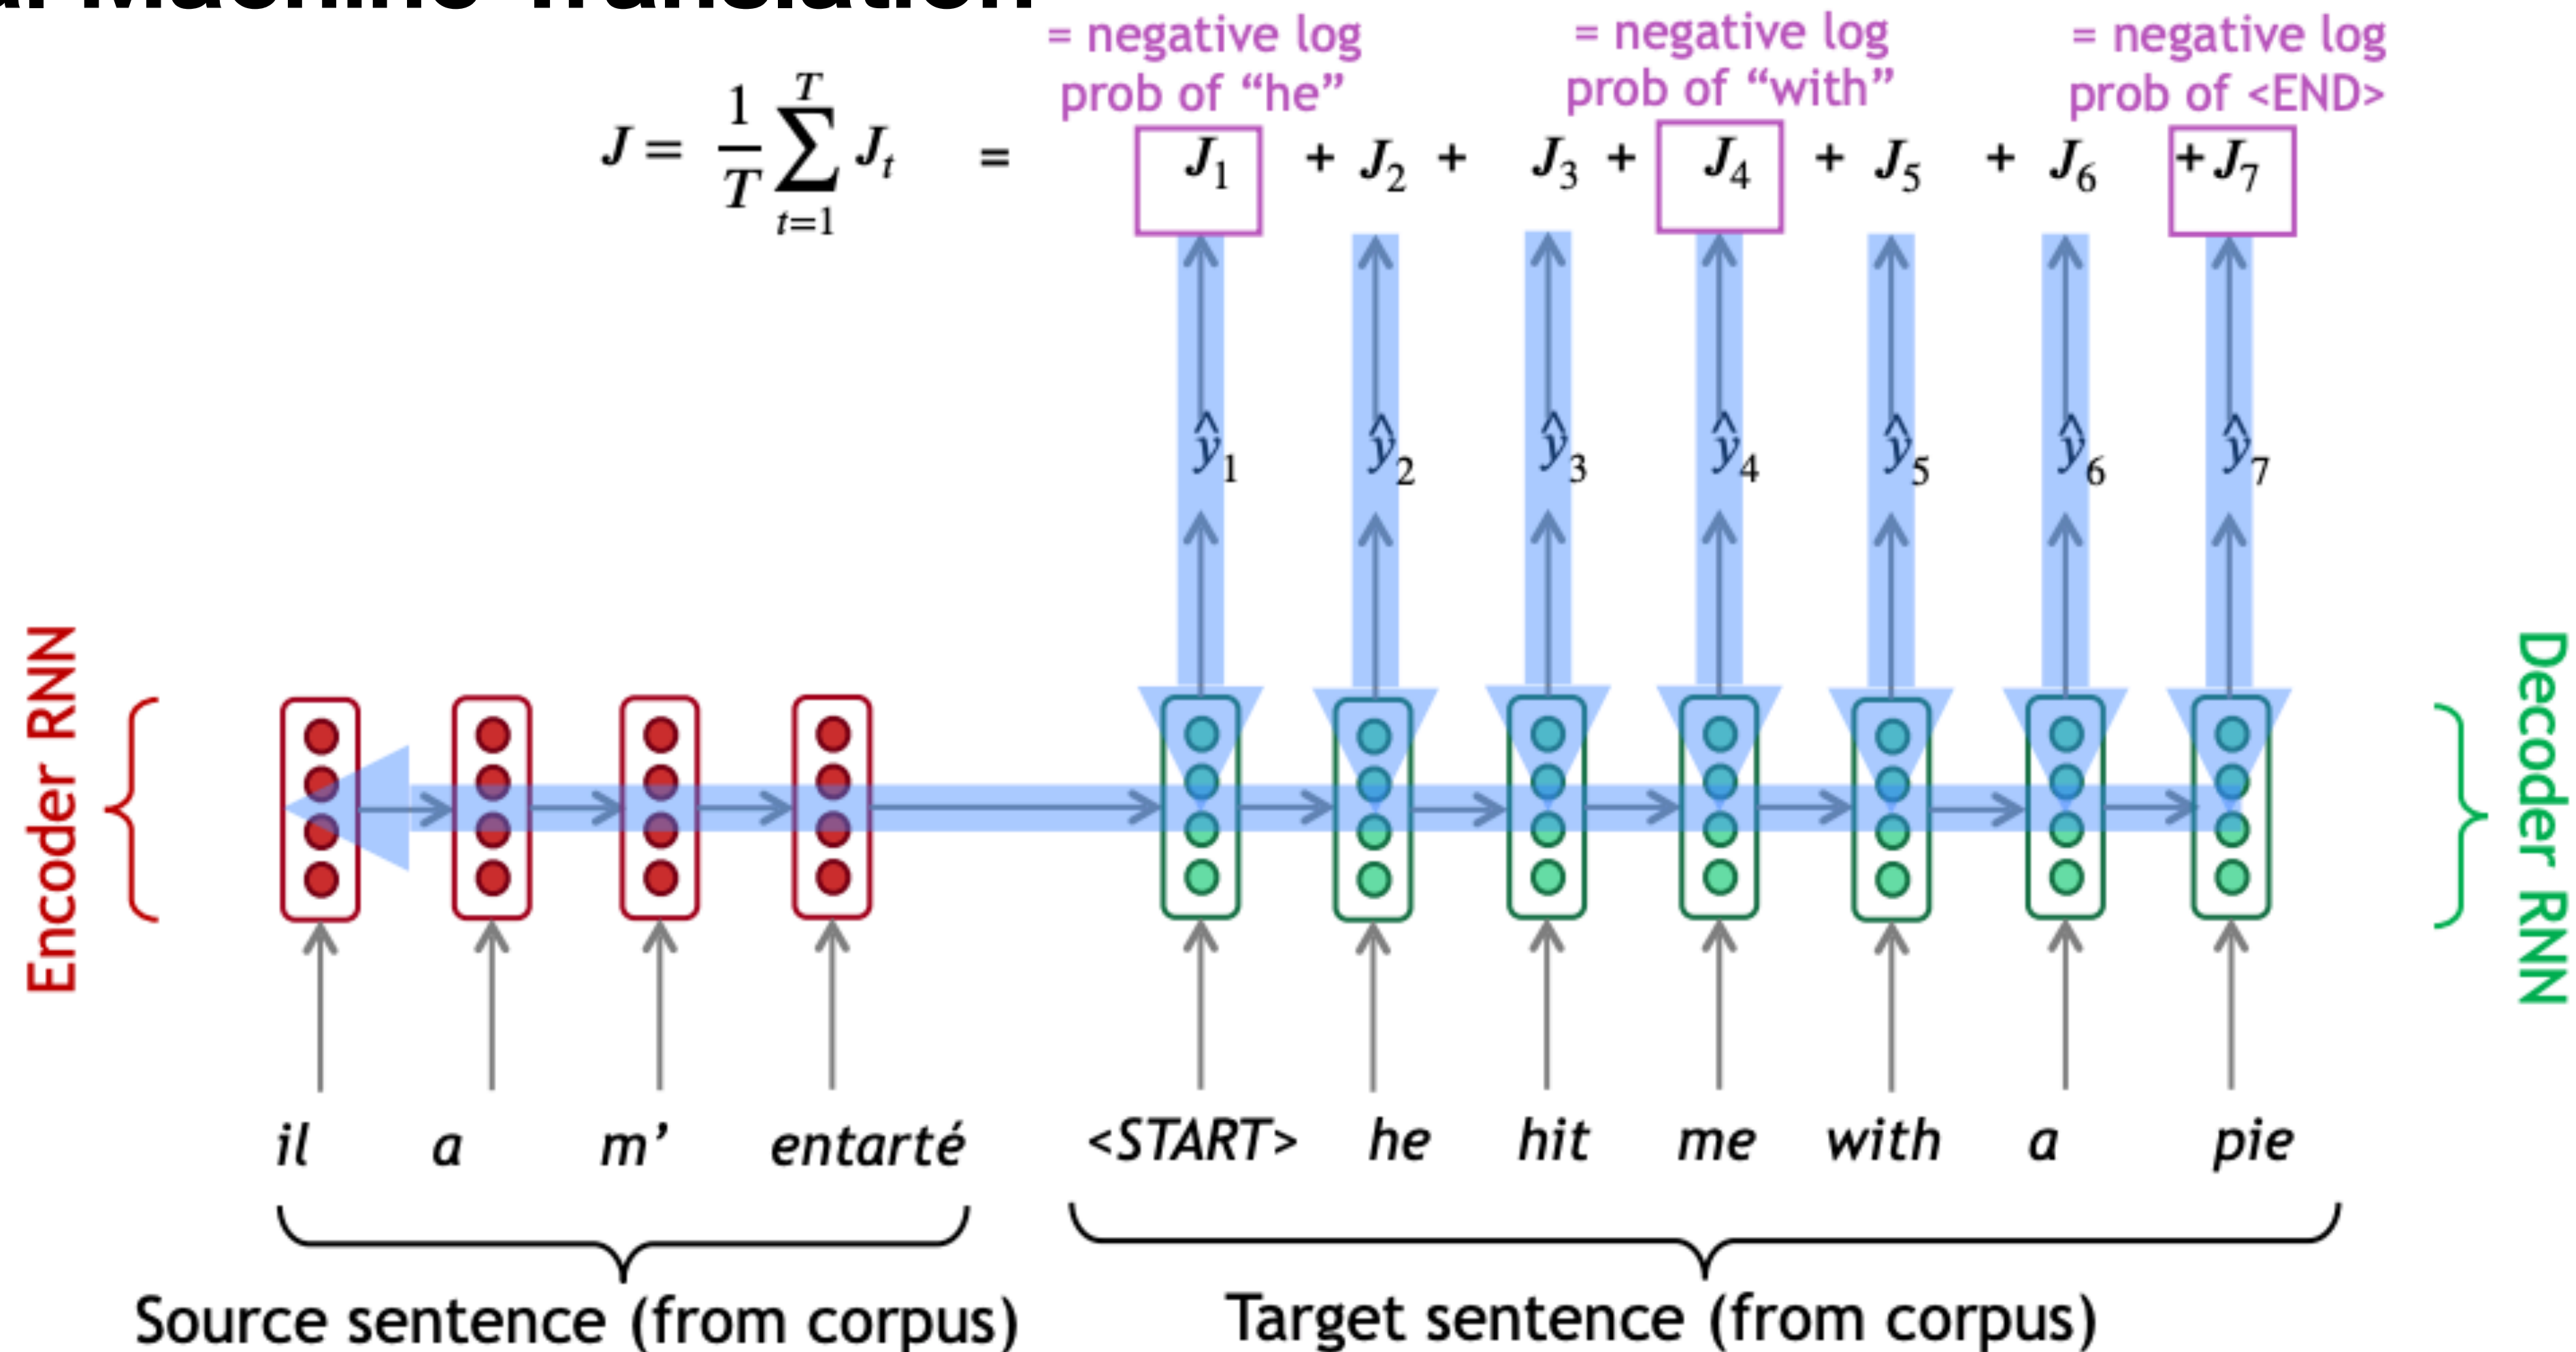 Machine Translation
= negative log
prob of “he”
= negative log
prob of “with”
= negative log
prob of <END>
J = 1/T ∑_{t=1}^{T} J_t = J_1 + J_2 + J_3 + J_4 + J_5 + J_6 + J_7
ŷ_1 ŷ_2 ŷ_3 ŷ_4 ŷ_5 ŷ_6 ŷ_7
Encoder RNN
Decoder RNN
il a m’ entarté <START> he hit me with a pie
Source sentence (from corpus)
Target sentence (from corpus)